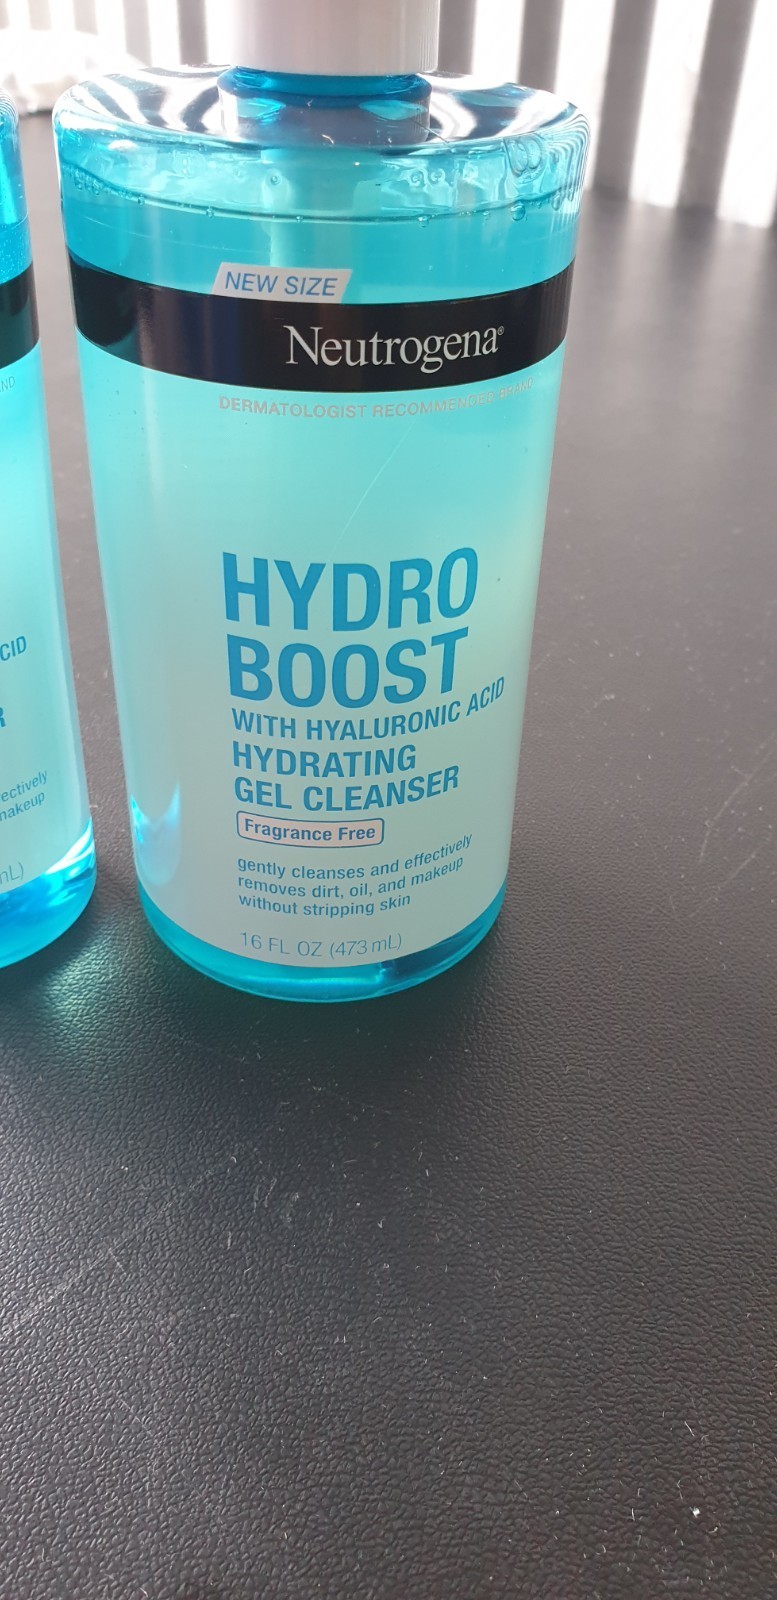 NEW SIZE
Neutrogena®
DERMATOLOGIST RECOMMENDED BRAND
HYDRO
BOOST
WITH HYALURONIC ACID
HYDRATING
GEL CLEANSER
Fragrance Free
gently cleanses and effectively
removes dirt, oil, and makeup
without stripping skin
16 FL OZ (473 mL)